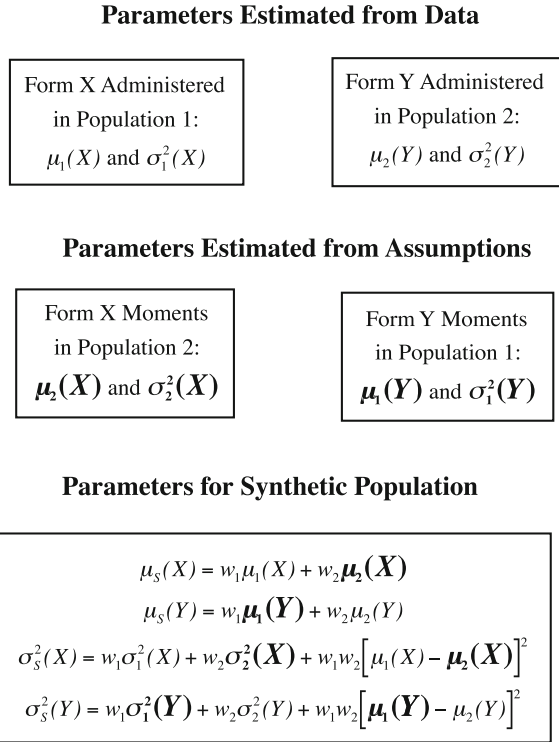 Parameters Estimated from Data
Form X Administered
in Population 1:
μ₁(X) and σ₁²(X)
Form Y Administered
in Population 2:
μ₂(Y) and σ₂²(Y)
Parameters Estimated from Assumptions
Form X Moments
in Population 2:
μ₂(X) and σ₂²(X)
Form Y Moments
in Population 1:
μ₁(Y) and σ₁²(Y)
Parameters for Synthetic Population
μₛ(X) = w₁μ₁(X) + w₂μ₂(X)
μₛ(Y) = w₁μ₁(Y) + w₂μ₂(Y)
σₛ²(X) = w₁σ₁²(X) + w₂σ₂²(X) + w₁w₂[μ₁(X) – μ₂(X)]²
σₛ²(Y) = w₁σ₁²(Y) + w₂σ₂²(Y) + w₁w₂[μ₁(Y) – μ₂(Y)]²